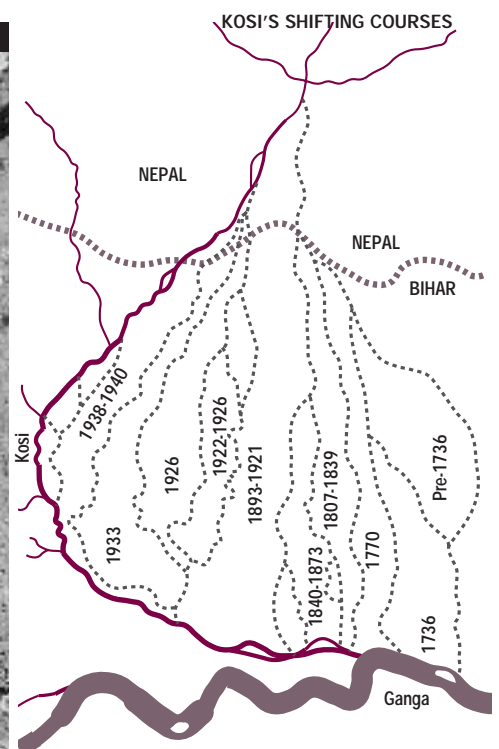 KOSI'S SHIFTING COURSES
NEPAL
NEPAL
BIHAR
Kosi
1938-1940
1933
1926
1922-1926
1893-1921
1840-1873
1807-1839
1770
Pre-1736
1736
Ganga